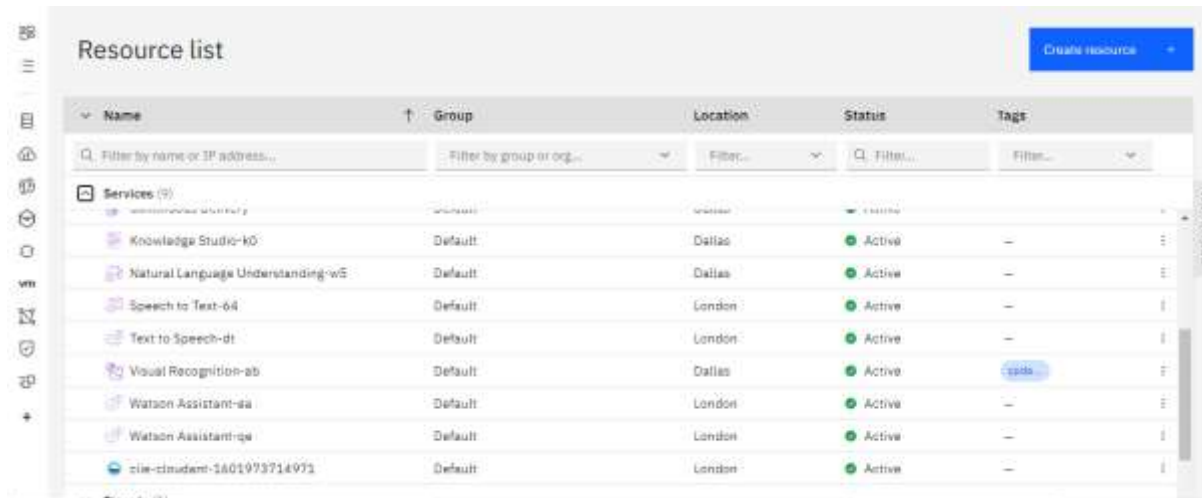 Resource list
Create resource +
Name ↑ Group Location Status Tags
Filter by name or IP address... Filter by group or org... Filter... Filter... Filter...
Services (9)
Knowledge Studio-k0 Default Dallas Active –
Natural Language Understanding-w5 Default Dallas Active –
Speech to Text-64 Default London Active –
Text to Speech-dt Default London Active –
vm
Visual Recognition-ab Default Dallas Active
Watson Assistant-ea Default London Active –
Watson Assistant-qe Default London Active –
Default London Active –